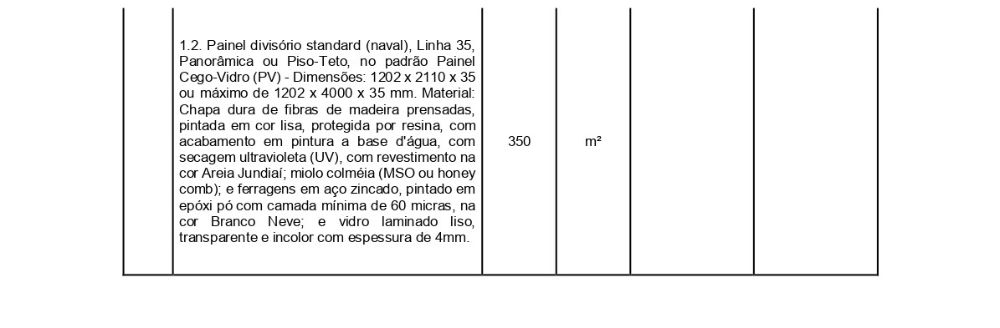 1.2. Painel divisório standard (naval), Linha 35,
Panorâmica ou Piso-Teto, no padrão Painel
Cego-Vidro (PV) - Dimensões: 1202 x 2110 x 35
ou máximo de 1202 x 4000 x 35 mm. Material:
Chapa dura de fibras de madeira prensadas,
pintada em cor lisa, protegida por resina, com
acabamento em pintura a base d'água, com
secagem ultravioleta (UV), com revestimento na
cor Areia Jundiaí; miolo colméia (MSO ou honey
comb); e ferragens em aço zincado, pintado em
epóxi pó com camada mínima de 60 micras, na
cor Branco Neve; e vidro laminado liso,
transparente e incolor com espessura de 4mm.
350
m²